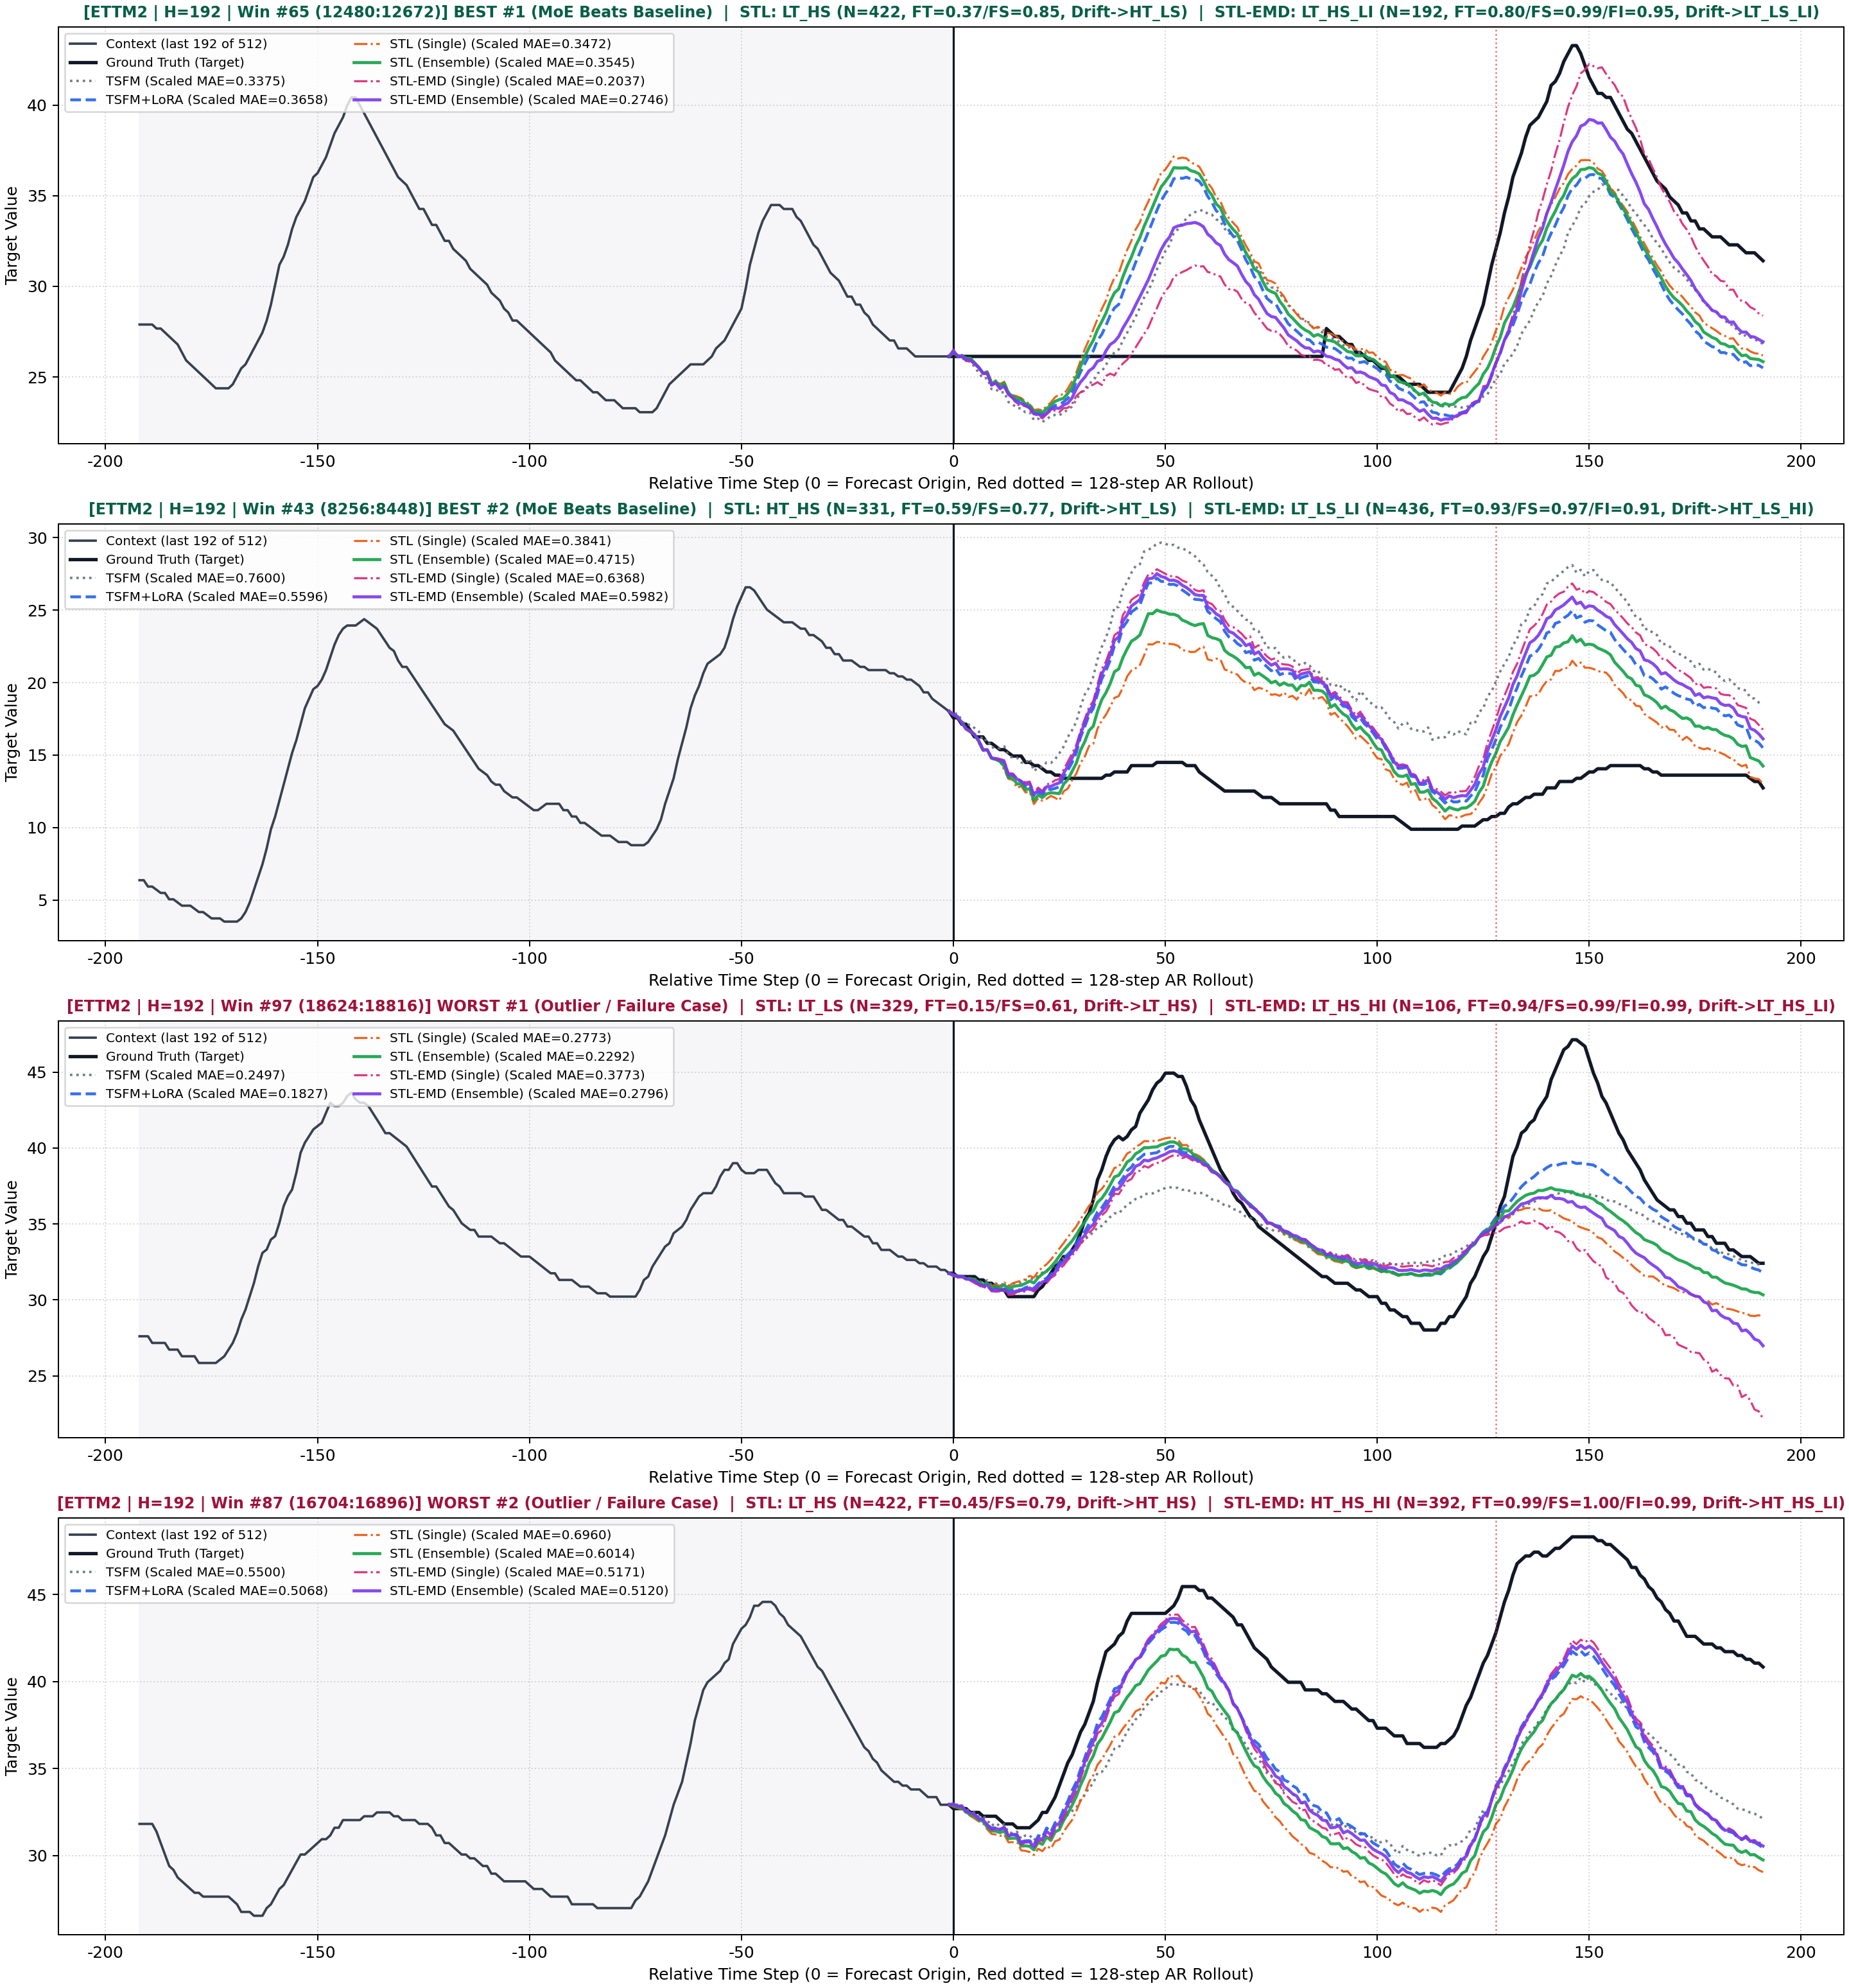 [ETTM2 | H=192 | Win #65 (12480:12672)] BEST #1 (MoE Beats Baseline)  |  STL: LT_HS (N=422, FT=0.37/FS=0.85, Drift->HT_LS)  |  STL-EMD: LT_HS_LI (N=192, FT=0.80/FS=0.99/FI=0.95, Drift->LT_LS_LI)
Context (last 192 of 512)
Ground Truth (Target)
TSFM (Scaled MAE=0.3375)
TSFM+LoRA (Scaled MAE=0.3658)
STL (Single) (Scaled MAE=0.3472)
STL (Ensemble) (Scaled MAE=0.3545)
STL-EMD (Single) (Scaled MAE=0.2037)
STL-EMD (Ensemble) (Scaled MAE=0.2746)
Target Value
40
35
30
25
-200 -150 -100 -50 0 50 100 150 200
Relative Time Step (0 = Forecast Origin, Red dotted = 128-step AR Rollout)
[ETTM2 | H=192 | Win #43 (8256:8448)] BEST #2 (MoE Beats Baseline)  |  STL: HT_HS (N=331, FT=0.59/FS=0.77, Drift->HT_LS)  |  STL-EMD: LT_LS_LI (N=436, FT=0.93/FS=0.97/FI=0.91, Drift->HT_LS_HI)
Context (last 192 of 512)
Ground Truth (Target)
TSFM (Scaled MAE=0.7600)
TSFM+LoRA (Scaled MAE=0.5596)
STL (Single) (Scaled MAE=0.3841)
STL (Ensemble) (Scaled MAE=0.4715)
STL-EMD (Single) (Scaled MAE=0.6368)
STL-EMD (Ensemble) (Scaled MAE=0.5982)
Target Value
30
25
20
15
10
5
-200 -150 -100 -50 0 50 100 150 200
Relative Time Step (0 = Forecast Origin, Red dotted = 128-step AR Rollout)
[ETTM2 | H=192 | Win #97 (18624:18816)] WORST #1 (Outlier / Failure Case)  |  STL: LT_LS (N=329, FT=0.15/FS=0.61, Drift->LT_HS)  |  STL-EMD: LT_HS_HI (N=106, FT=0.94/FS=0.99/FI=0.99, Drift->LT_HS_LI)
Context (last 192 of 512)
Ground Truth (Target)
TSFM (Scaled MAE=0.2497)
TSFM+LoRA (Scaled MAE=0.1827)
STL (Single) (Scaled MAE=0.2773)
STL (Ensemble) (Scaled MAE=0.2292)
STL-EMD (Single) (Scaled MAE=0.3773)
STL-EMD (Ensemble) (Scaled MAE=0.2796)
Target Value
45
40
35
30
25
-200 -150 -100 -50 0 50 100 150 200
Relative Time Step (0 = Forecast Origin, Red dotted = 128-step AR Rollout)
[ETTM2 | H=192 | Win #87 (16704:16896)] WORST #2 (Outlier / Failure Case)  |  STL: LT_HS (N=422, FT=0.45/FS=0.79, Drift->HT_HS)  |  STL-EMD: HT_HS_HI (N=392, FT=0.99/FS=1.00/FI=0.99, Drift->HT_HS_LI)
Context (last 192 of 512)
Ground Truth (Target)
TSFM (Scaled MAE=0.5500)
TSFM+LoRA (Scaled MAE=0.5068)
STL (Single) (Scaled MAE=0.6960)
STL (Ensemble) (Scaled MAE=0.6014)
STL-EMD (Single) (Scaled MAE=0.5171)
STL-EMD (Ensemble) (Scaled MAE=0.5120)
Target Value
45
40
35
30
-200 -150 -100 -50 0 50 100 150 200
Relative Time Step (0 = Forecast Origin, Red dotted = 128-step AR Rollout)